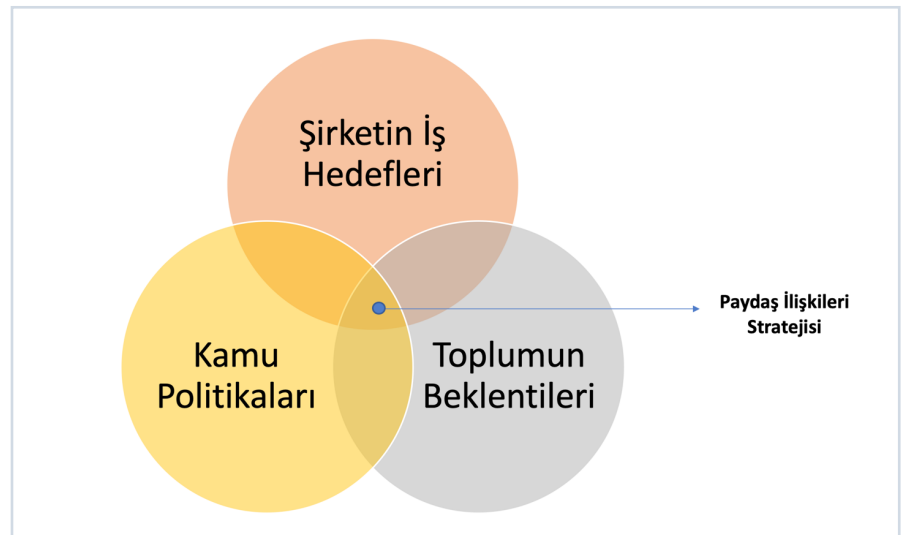 Şirketin İş
Hedefleri
Paydaş İlişkileri
Stratejisi
Kamu
Politikaları
Toplumun
Beklentileri